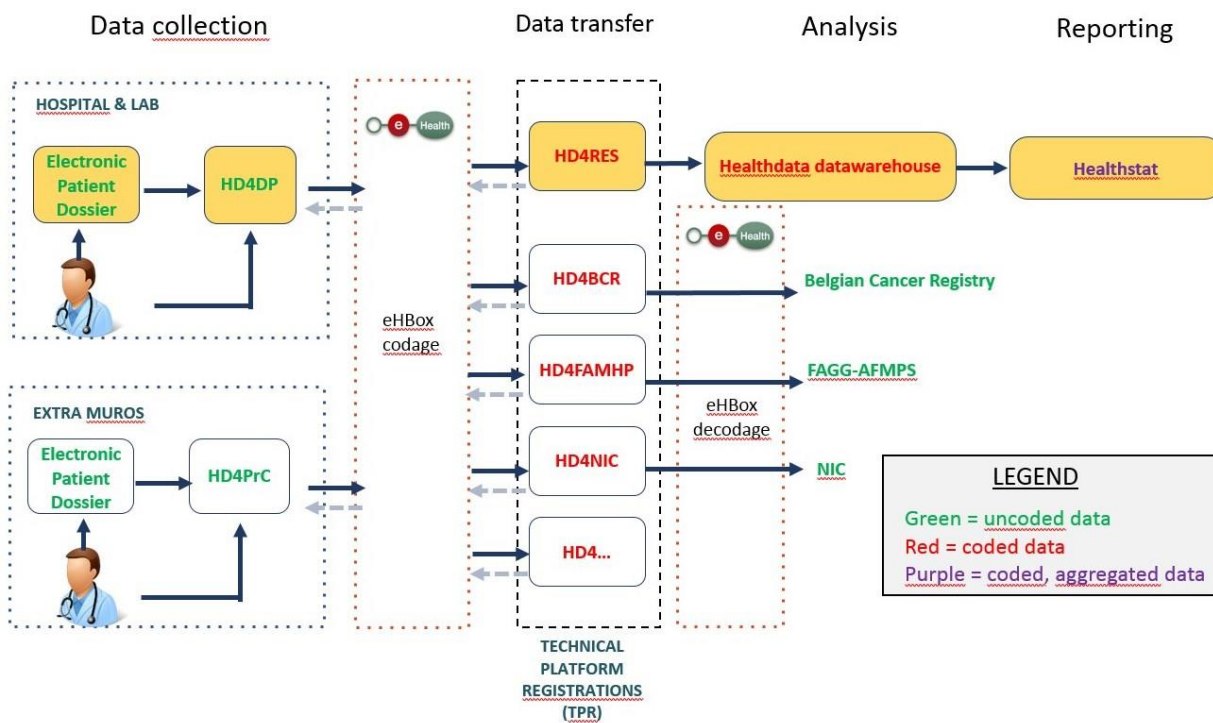 Data collection
Data transfer
Analysis
Reporting
HOSPITAL & LAB
Electronic
Patient
Dossier
HD4DP
e Health
HD4RES
Healthdata datawarehouse
Healthstat
e Health
HD4BCR
Belgian Cancer Registry
eHBox
codage
HD4FAMHP
FAGG-AFMPS
eHBox
decodage
EXTRA MUROS
Electronic
Patient
Dossier
HD4PrC
HD4NIC
NIC
HD4...
LEGEND
Green = uncoded data
Red = coded data
Purple = coded, aggregated data
TECHNICAL
PLATFORM
REGISTRATIONS
(TPR)